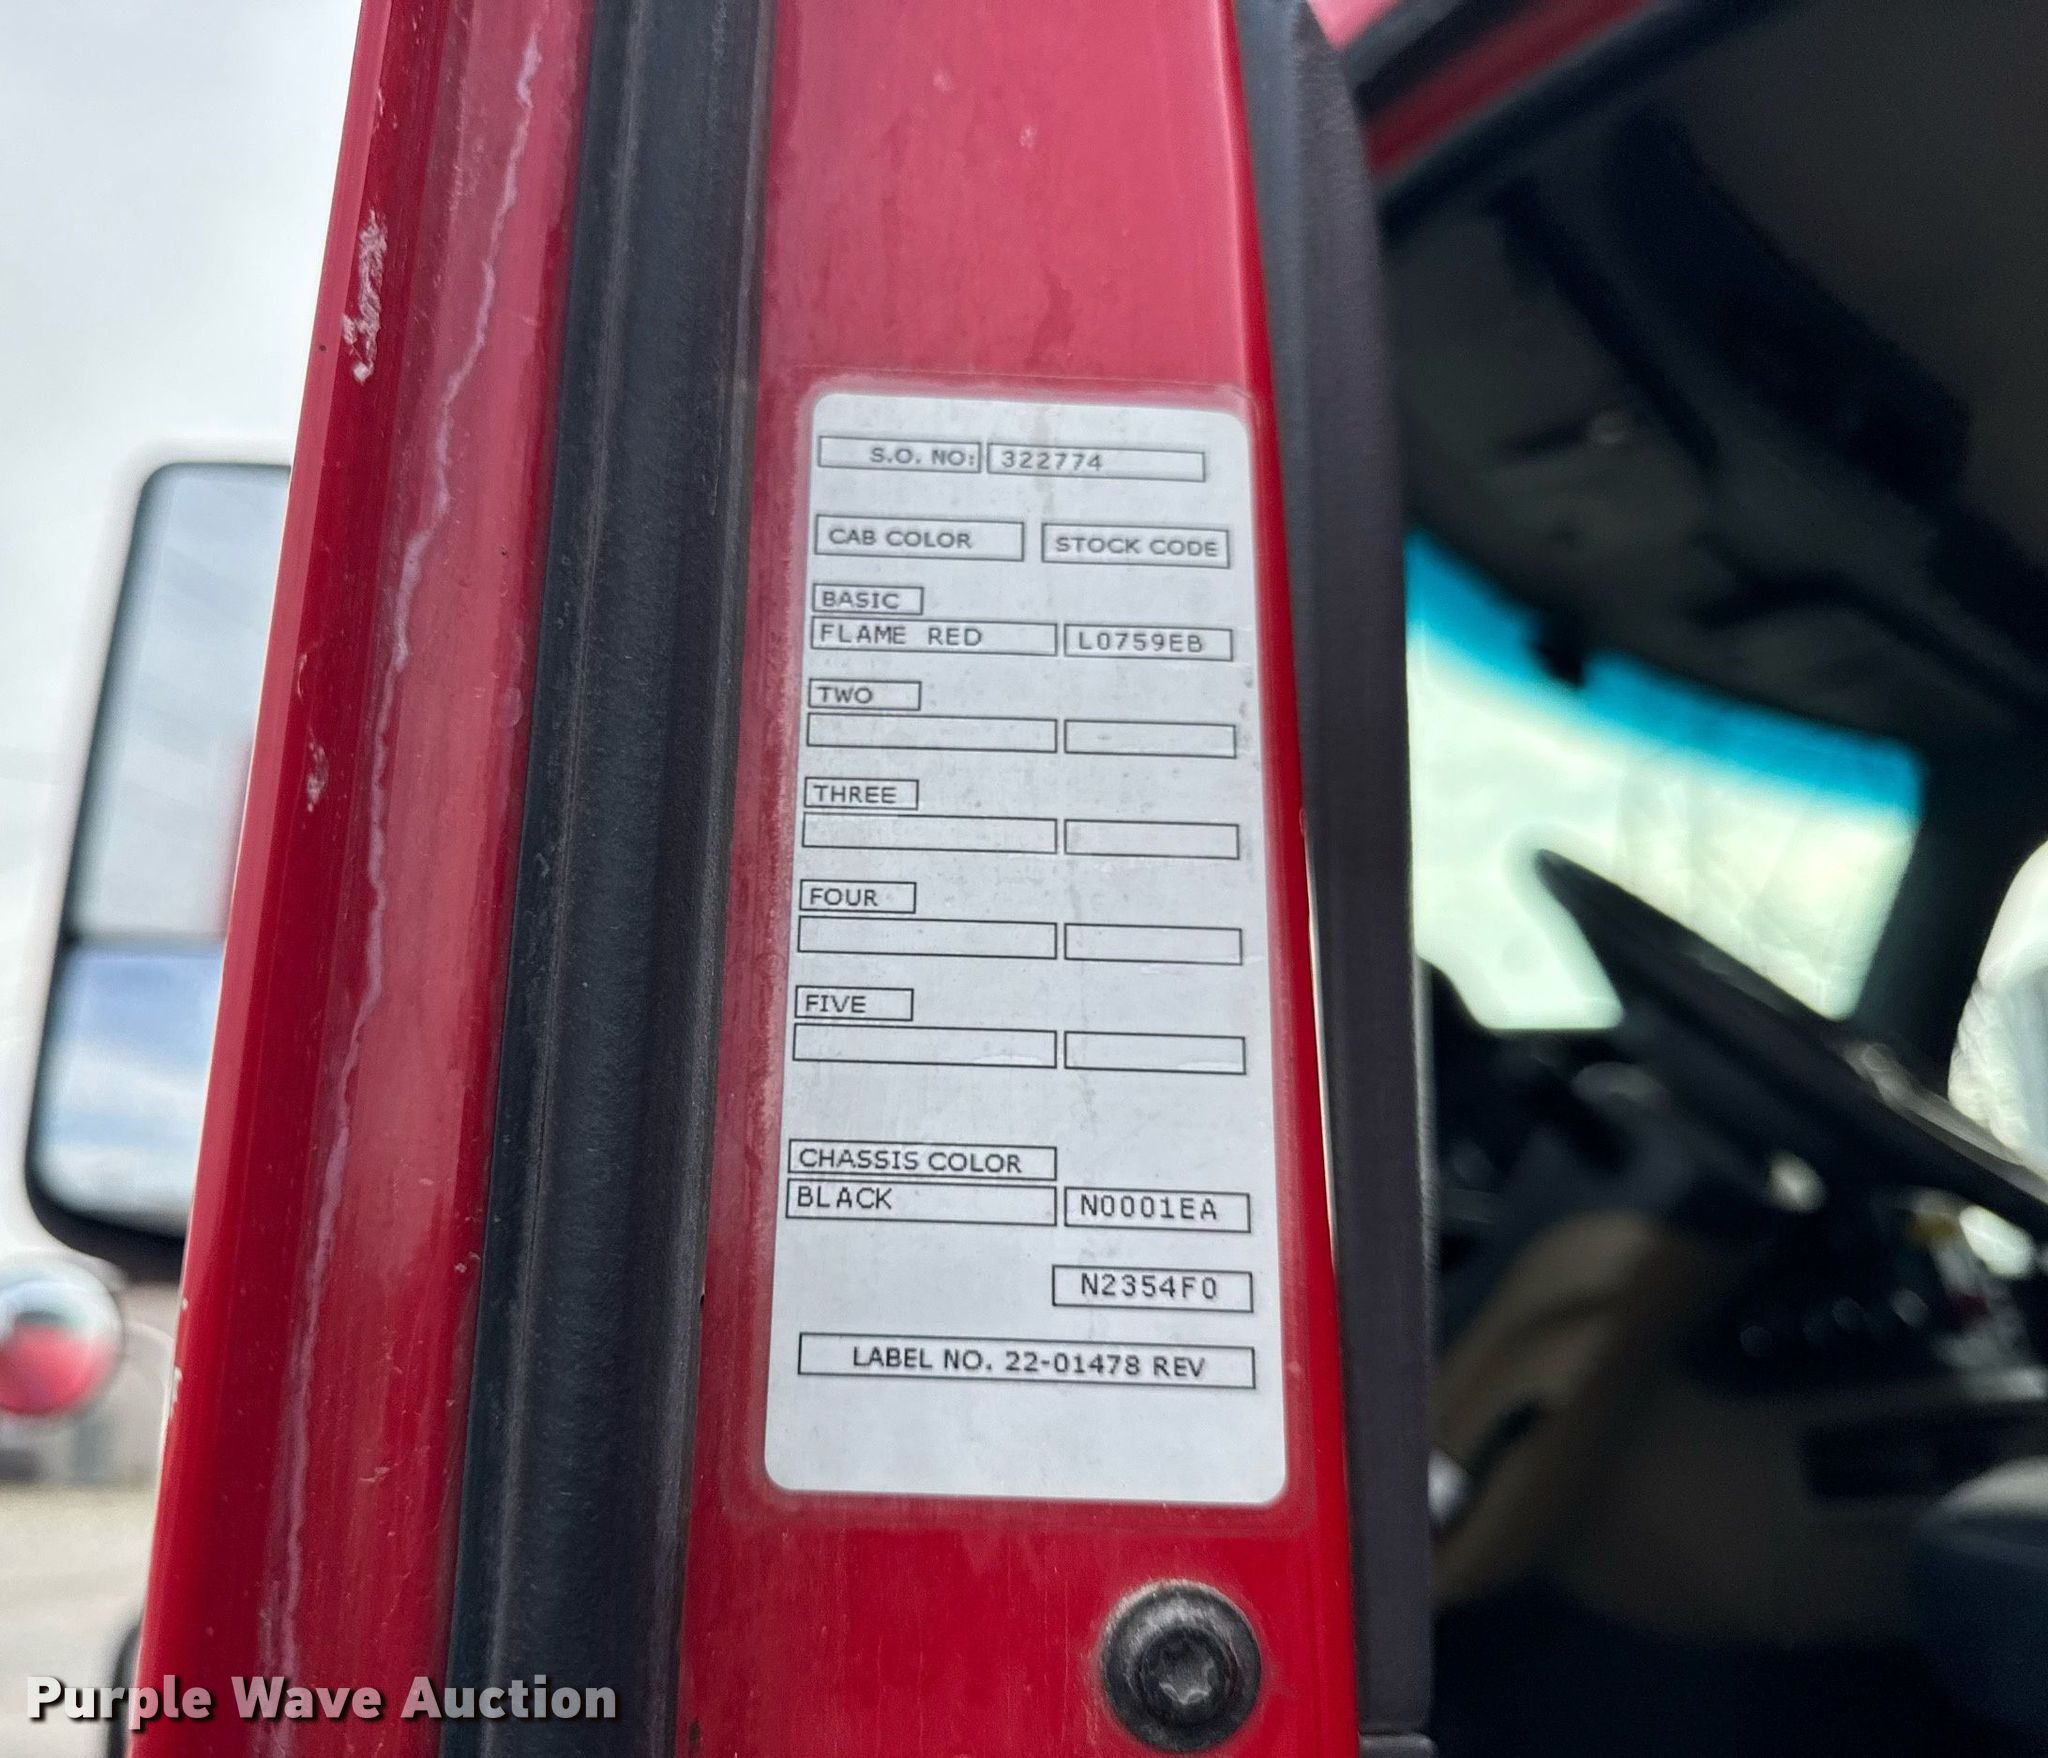 S.O. NO: 322774
CAB COLOR STOCK CODE
BASIC
FLAME RED L0759EB
TWO
THREE
FOUR
FIVE
CHASSIS COLOR
BLACK N0001EA
N2354F0
LABEL NO. 22-01478 REV
Purple Wave Auction